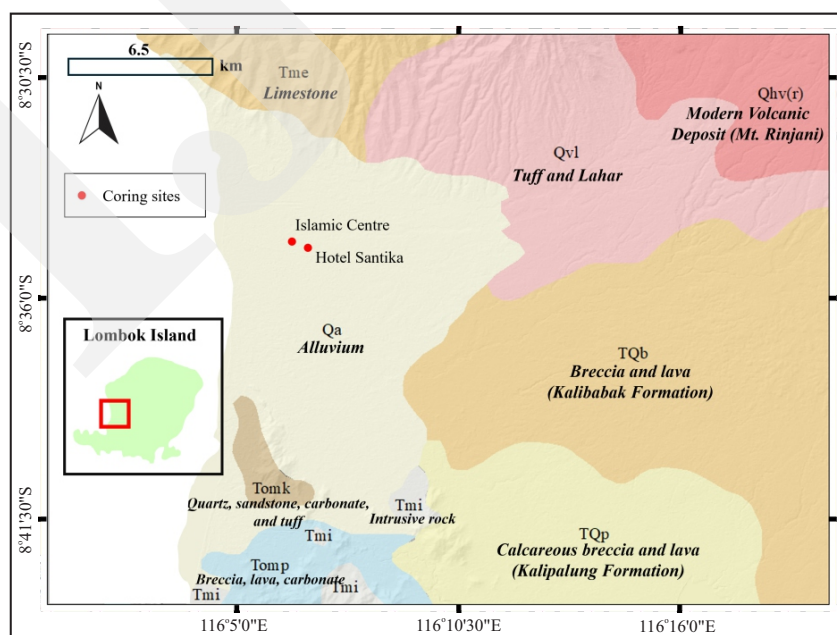 6.5
km
N
Tme
Limestone
Qhv(r)
Modern Volcanic
Deposit (Mt. Rinjani)
Qvl
Tuff and Lahar
Coring sites
Islamic Centre
Hotel Santika
Qa
Alluvium
Lombok Island
TQb
Breccia and lava
(Kalibabak Formation)
Tomk
Quartz, sandstone, carbonate,
and tuff
Tmi
Intrusive rock
Tmi
TQp
Calcareous breccia and lava
(Kalipalung Formation)
Tomp
Breccia, lava, carbonate
Tmi
Tmi
8°30'30"S
8°36'0"S
8°41'30"S
116°5'0"E
116°10'30"E
116°16'0"E